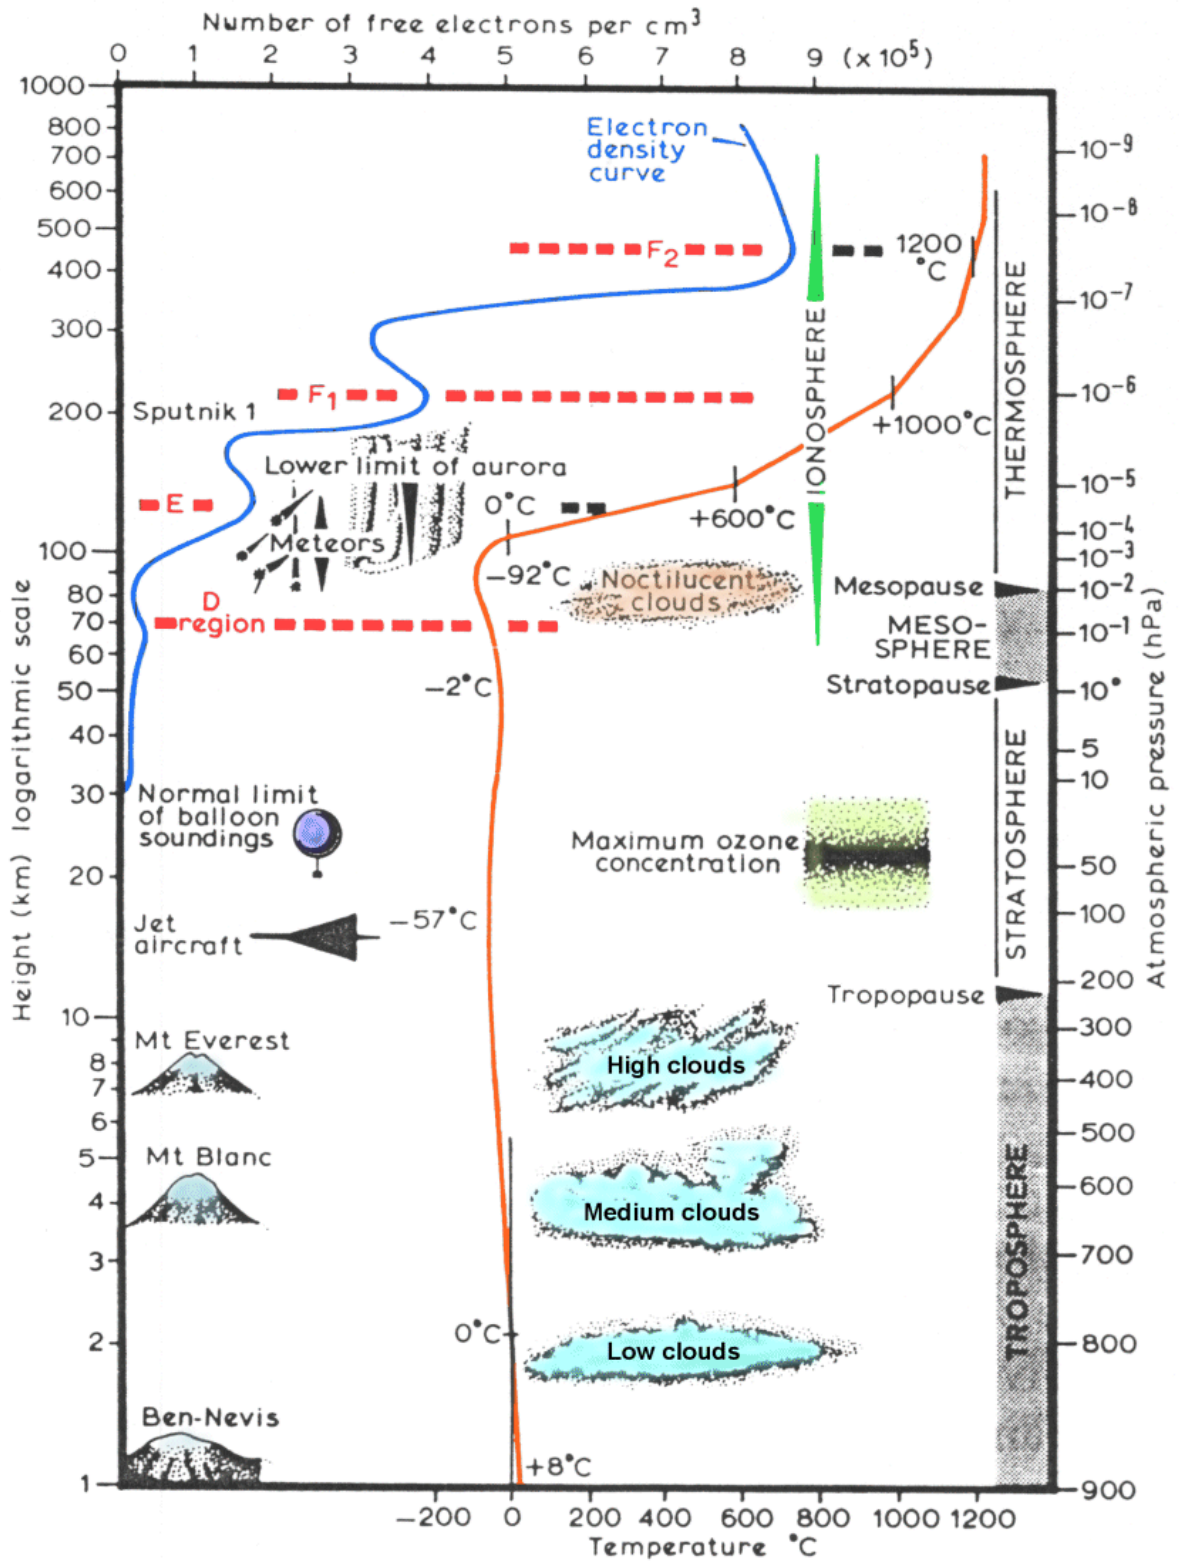 Number of free electrons per cm3
0 1 2 3 4 5 6 7 8 9 (x 10⁵)
1000
800
700
600
500
400
300
200
100
80
70
60
50
40
30
20
10
8
7
6
5
4
3
2
1
Height (km) logarithmic scale
Electron
density
curve
F2
1200
°C
F1
Sputnik 1
+1000°C
Lower limit of aurora
E
0°C
+600°C
Meteors
-92°C
Noctilucent
clouds
D
region
-2°C
IONOSPHERE
THERMOSPHERE
Mesopause
MESO-
SPHERE
Stratopause
STRATOSPHERE
Normal limit
of balloon
soundings
Maximum ozone
concentration
Jet
aircraft
-57°C
Tropopause
Mt Everest
High clouds
Mt Blanc
Medium clouds
TROPOSPHERE
0°C
Low clouds
Ben-Nevis
+8°C
10-9
10-8
10-7
10-6
10-5
10-4
10-3
10-2
10-1
10°
5
10
50
100
200
300
400
500
600
700
800
900
Atmospheric pressure (hPa)
-200 0 200 400 600 800 1000 1200
Temperature °C